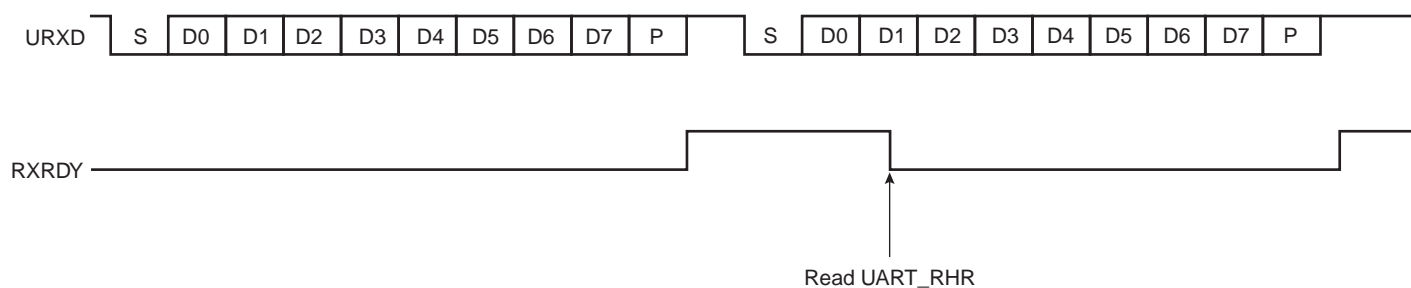 URXD S D0 D1 D2 D3 D4 D5 D6 D7 P S D0 D1 D2 D3 D4 D5 D6 D7 P
RXRDY
Read UART_RHR